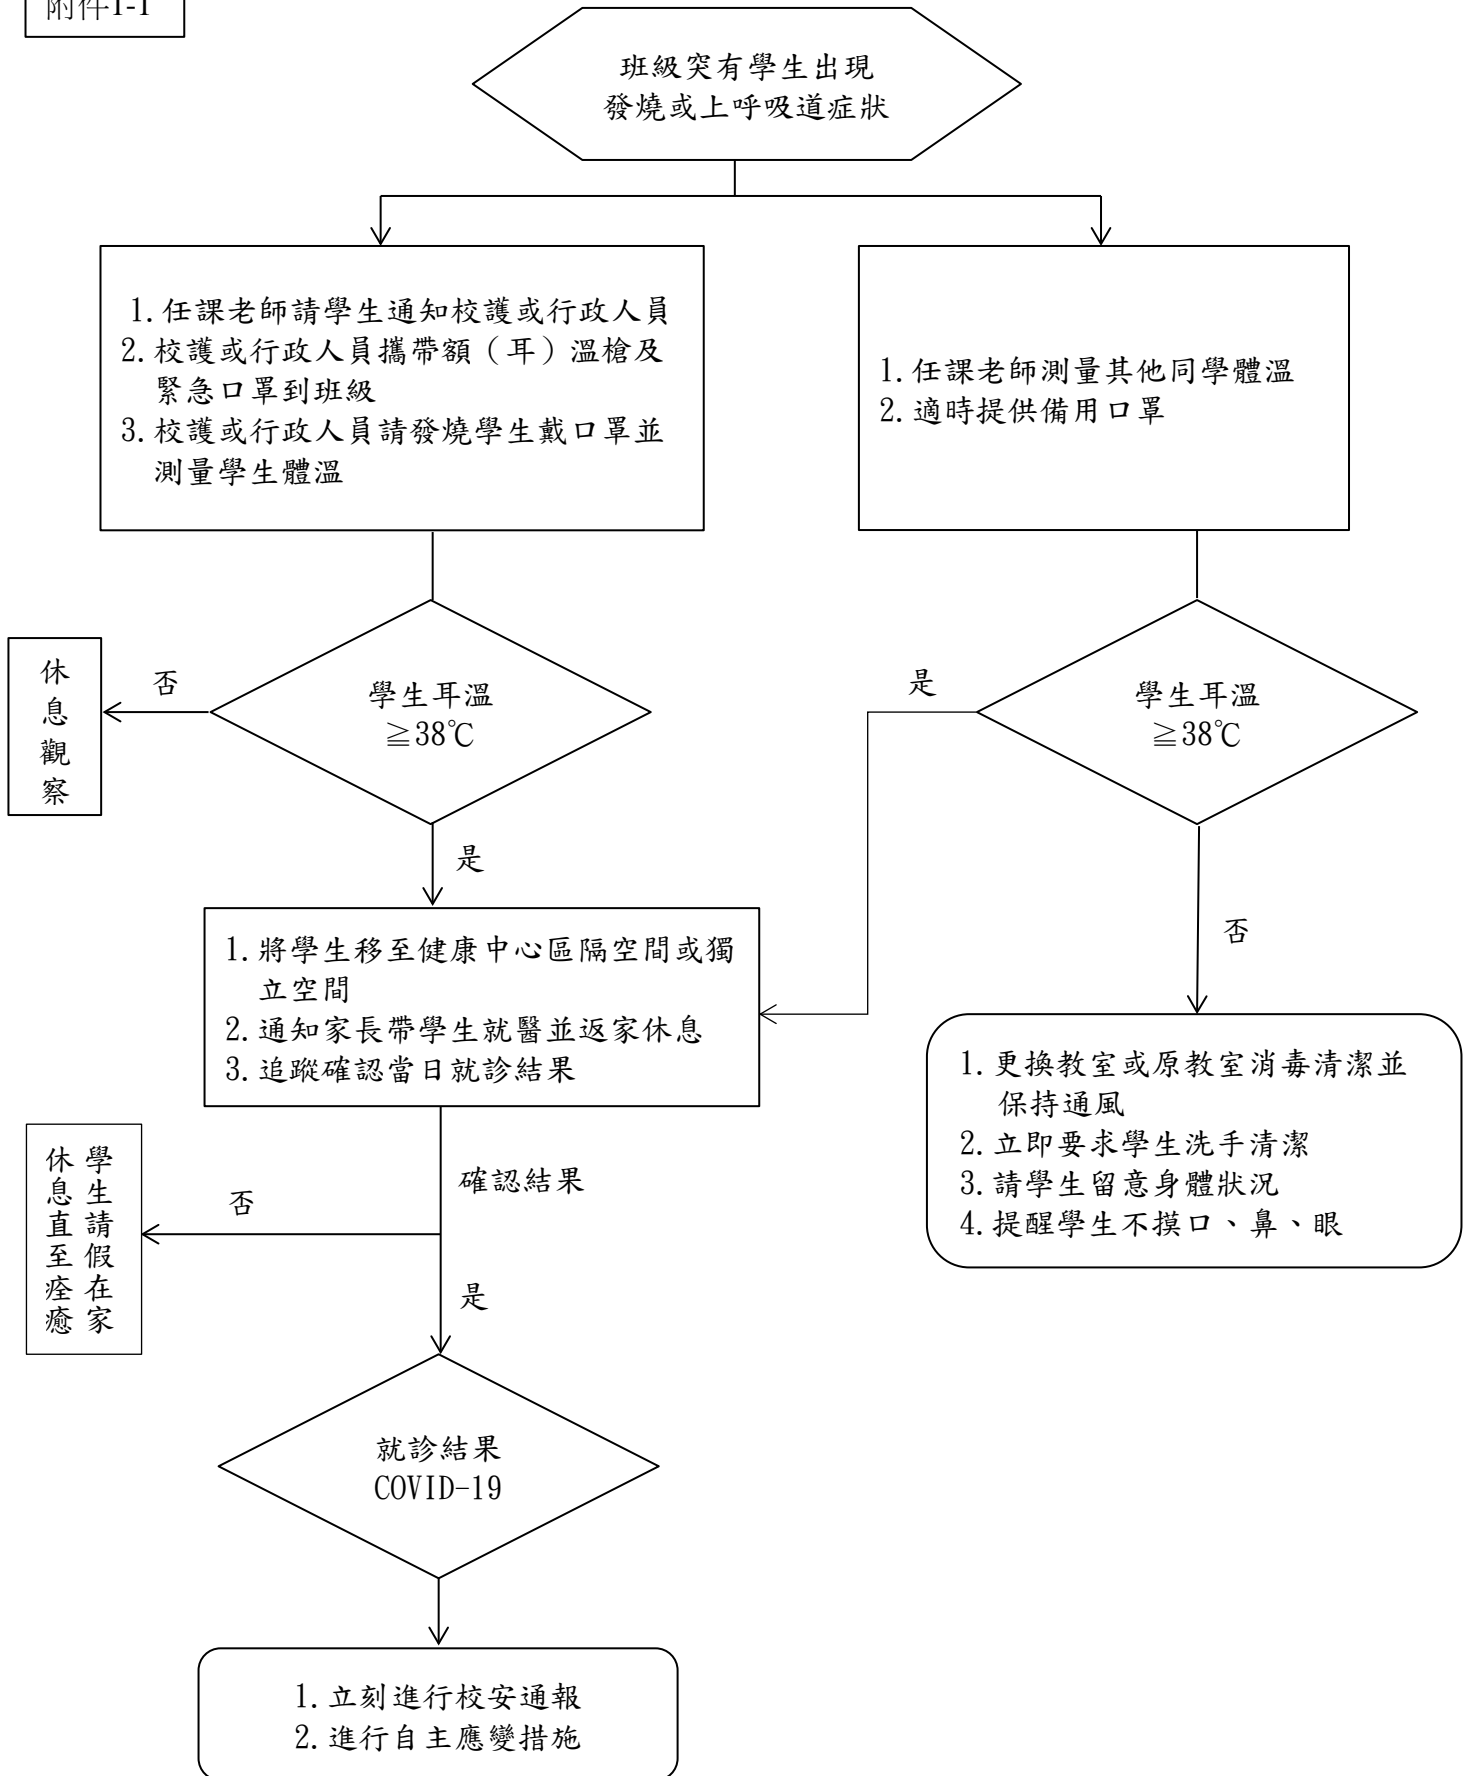 附件1-1
班級突有學生出現
發燒或上呼吸道症狀
1.任課老師請學生通知校護或行政人員
2.校護或行政人員攜帶額（耳）溫槍及
緊急口罩到班級
3.校護或行政人員請發燒學生戴口罩並
測量學生體溫
1.任課老師測量其他同學體溫
2.適時提供備用口罩
休息觀察
否
學生耳溫
≧38℃
是
是
學生耳溫
≧38℃
否
1.將學生移至健康中心區隔空間或獨
立空間
2.通知家長帶學生就醫並返家休息
3.追蹤確認當日就診結果
1.更換教室或原教室消毒清潔並
保持通風
2.立即要求學生洗手清潔
3.請學生留意身體狀況
4.提醒學生不摸口、鼻、眼
學生請假在家
休息直至痊癒
否
確認結果
是
就診結果
COVID-19
1.立刻進行校安通報
2.進行自主應變措施